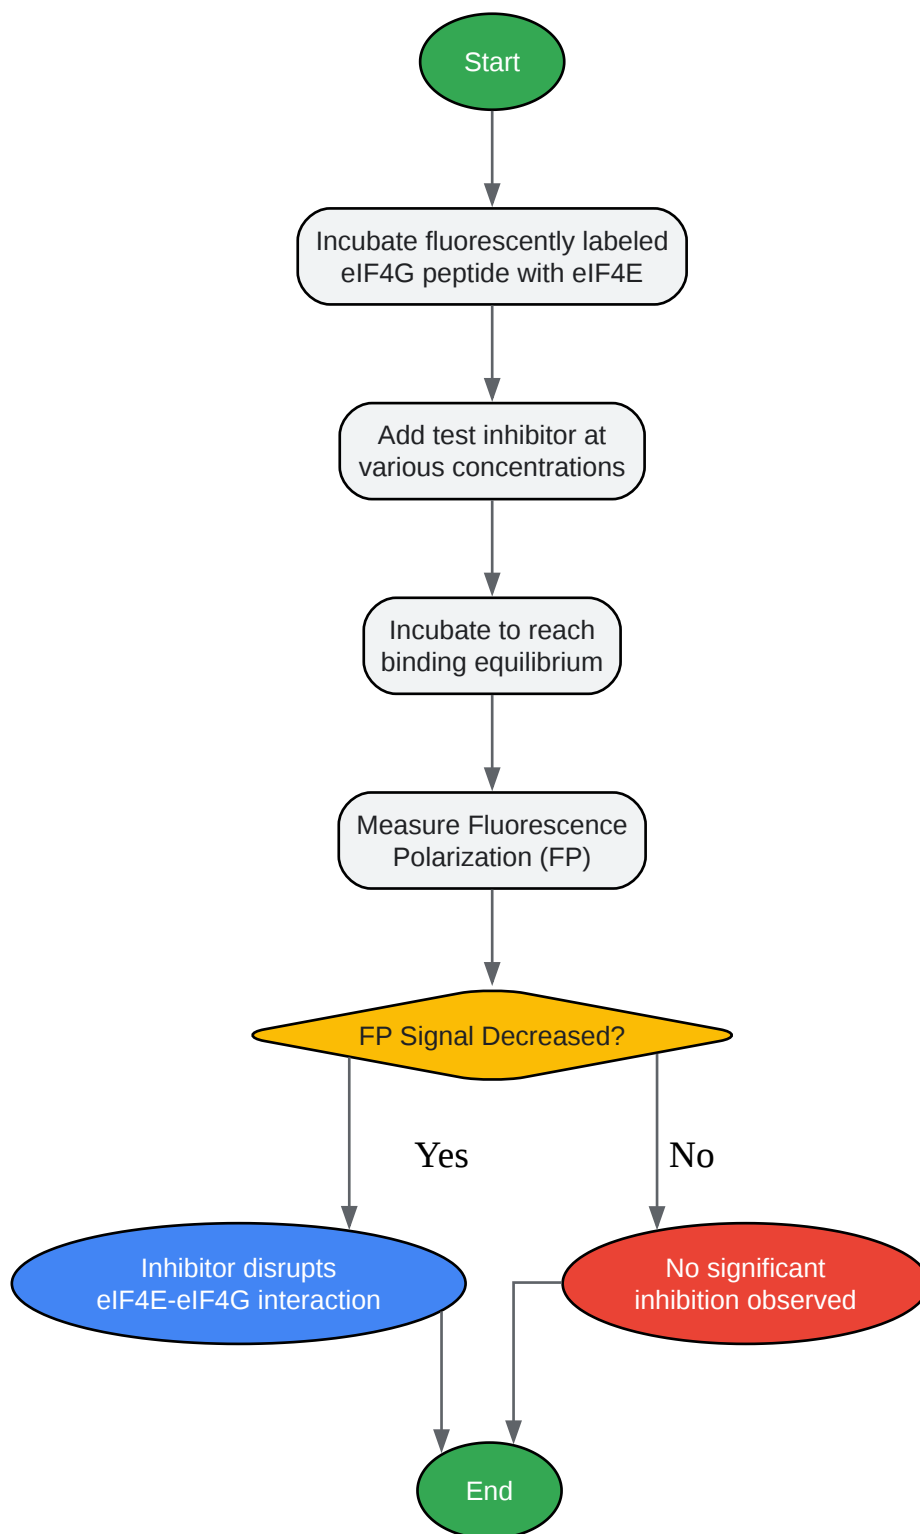 Start
Incubate fluorescently labeled
eIF4G peptide with eIF4E
Add test inhibitor at
various concentrations
Incubate to reach
binding equilibrium
Measure Fluorescence
Polarization (FP)
FP Signal Decreased?
Yes
No
Inhibitor disrupts
eIF4E-eIF4G interaction
No significant
inhibition observed
End